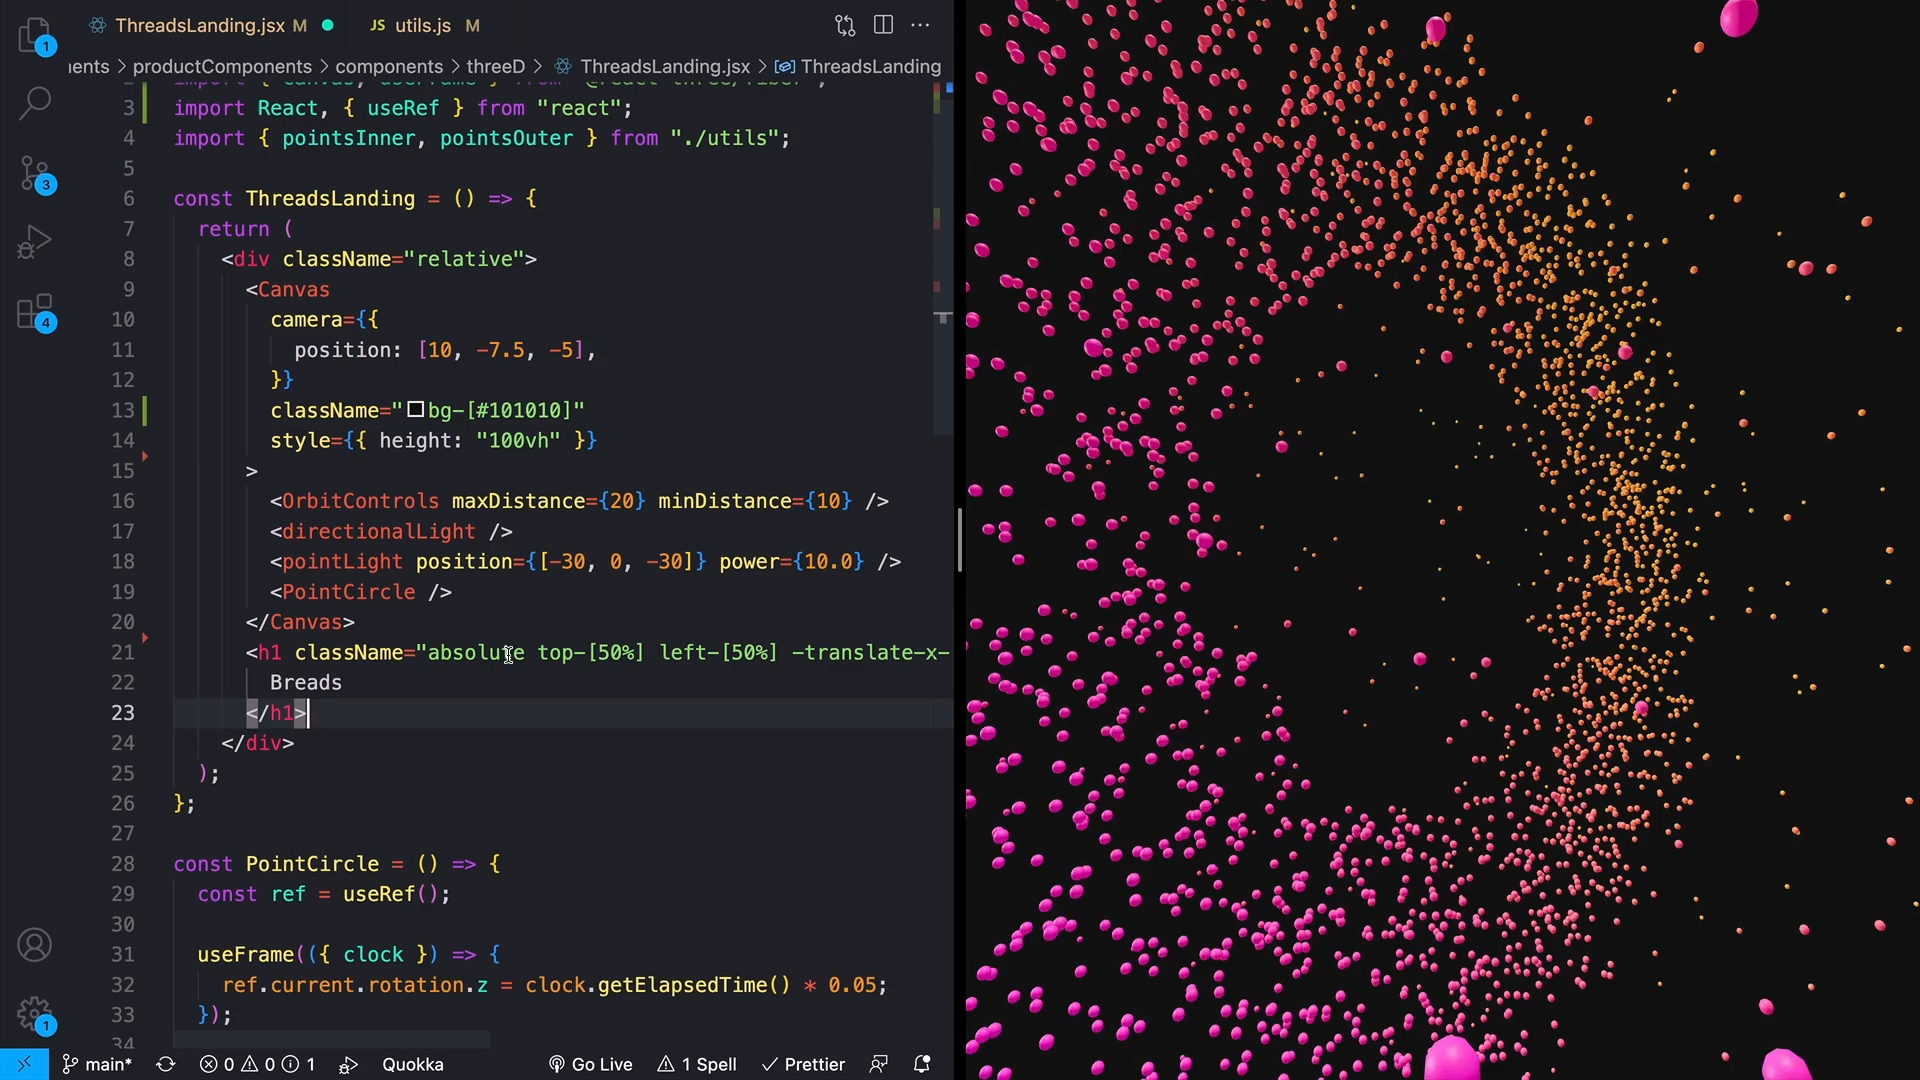 ThreadsLanding.jsx M
JS utils.js M
nents > productComponents > components > threeD > ThreadsLanding.jsx > ThreadsLanding
3 import React, { useRef } from "react";
4 import { pointsInner, pointsOuter } from "./utils";
5
6 const ThreadsLanding = () => {
7 return (
8 <div className="relative">
9 <Canvas
10 camera={{
11 position: [10, -7.5, -5],
12 }}
13 className="bg-[#101010]"
14 style={{ height: "100vh" }}
15 >
16 <OrbitControls maxDistance={20} minDistance={10} />
17 <directionalLight />
18 <pointLight position={[-30, 0, -30]} power={10.0} />
19 <PointCircle />
20 </Canvas>
21 <h1 className="absolute top-[50%] left-[50%] -translate-x-
22 Breads
23 </h1>
24 </div>
25 );
26 };
27
28 const PointCircle = () => {
29 const ref = useRef();
30
31 useFrame(({ clock }) => {
32 ref.current.rotation.z = clock.getElapsedTime() * 0.05;
33 });
34
1
3
4
1
main* 0 0 1 Quokka Go Live 1 Spell Prettier